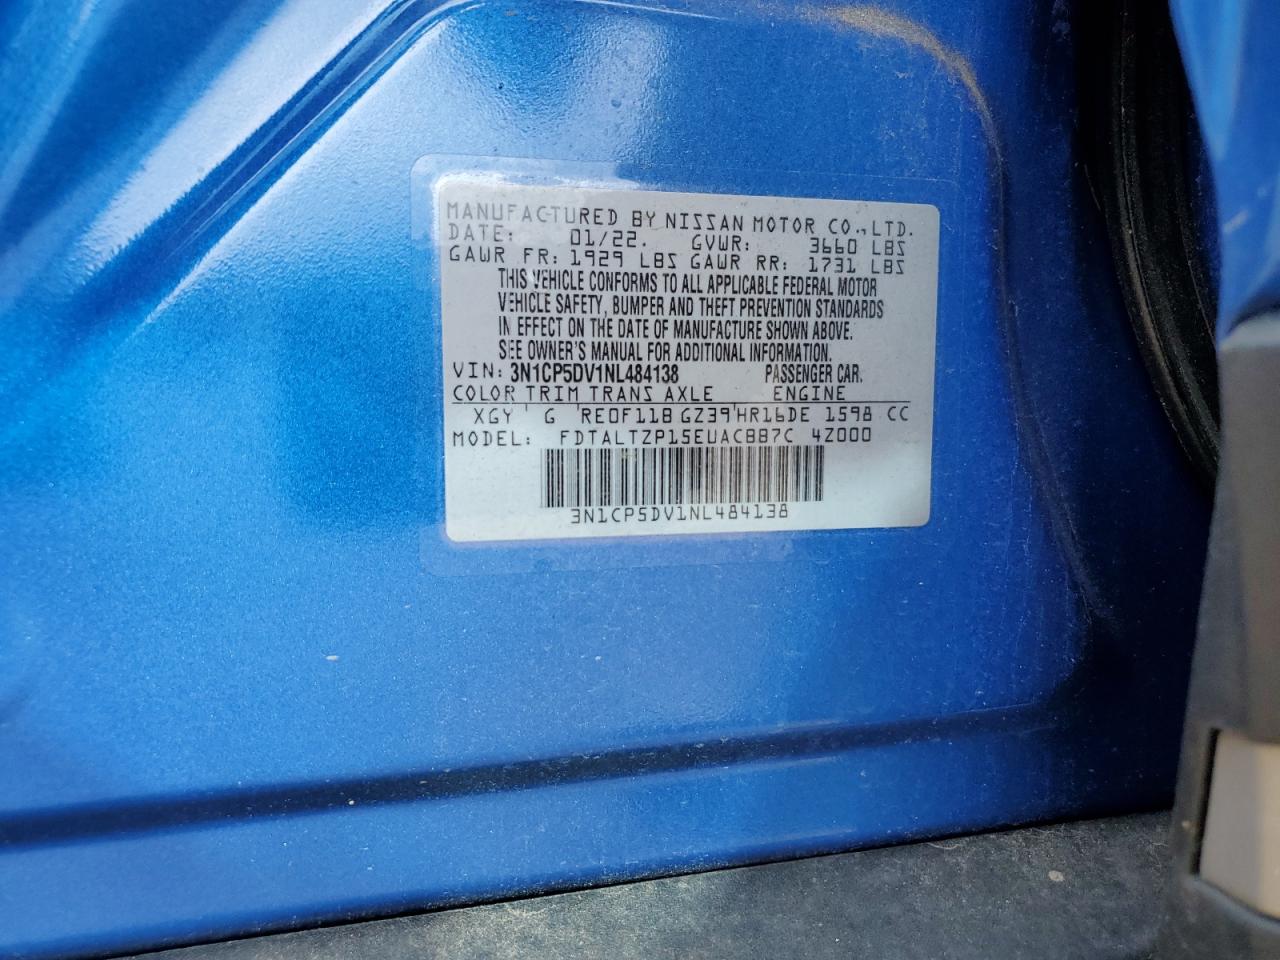 MANUFACTURED BY NISSAN MOTOR CO.,LTD.
DATE: 01/22. GVWR: 3660 LBS
GAWR FR: 1929 LBS GAWR RR: 1731 LBS
THIS VEHICLE CONFORMS TO ALL APPLICABLE FEDERAL MOTOR
VEHICLE SAFETY, BUMPER AND THEFT PREVENTION STANDARDS
IN EFFECT ON THE DATE OF MANUFACTURE SHOWN ABOVE.
SEE OWNER'S MANUAL FOR ADDITIONAL INFORMATION.
VIN: 3N1CP5DV1NL484138 PASSENGER CAR.
COLOR TRIM TRANS AXLE ENGINE
XGY ' G ' RE0F11B GZ39 ' HR16DE 1598 CC
MODEL: FDTALTZP15EUACBB7C 4Z000
3N1CP5DV1NL484138